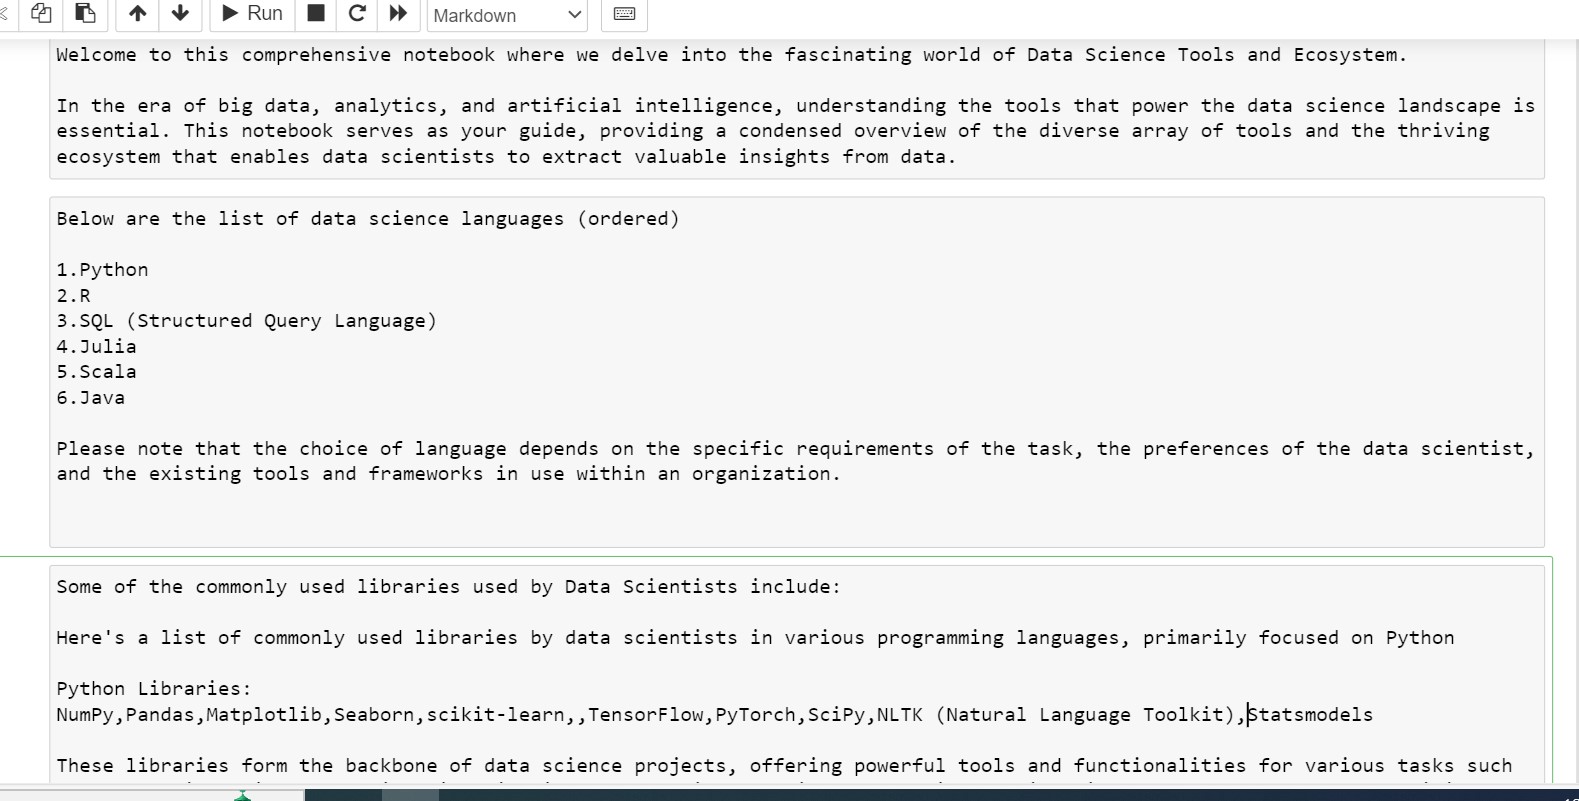 Run
Markdown
Welcome to this comprehensive notebook where we delve into the fascinating world of Data Science Tools and Ecosystem.
In the era of big data, analytics, and artificial intelligence, understanding the tools that power the data science landscape is
essential. This notebook serves as your guide, providing a condensed overview of the diverse array of tools and the thriving
ecosystem that enables data scientists to extract valuable insights from data.
Below are the list of data science languages (ordered)
1.Python
2.R
3.SQL (Structured Query Language)
4.Julia
5.Scala
6.Java
Please note that the choice of language depends on the specific requirements of the task, the preferences of the data scientist,
and the existing tools and frameworks in use within an organization.
Some of the commonly used libraries used by Data Scientists include:
Here's a list of commonly used libraries by data scientists in various programming languages, primarily focused on Python
Python Libraries:
NumPy,Pandas,Matplotlib,Seaborn,scikit-learn,,TensorFlow,PyTorch,SciPy,NLTK (Natural Language Toolkit),Statsmodels
These libraries form the backbone of data science projects, offering powerful tools and functionalities for various tasks such